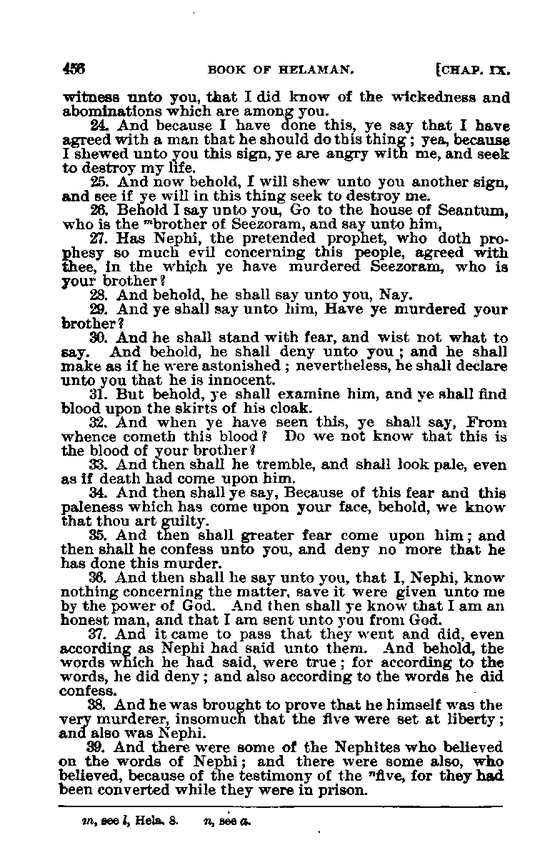 456 BOOK OF HELAMAN. [CHAP. IX.
witness unto you, that I did know of the wickedness and
abominations which are among you.
24. And because I have done this, ye say that I have
agreed with a man that he should do this thing; yea, because
I shewed unto you this sign, ye are angry with me, and seek
to destroy my life.
25. And now behold, I will shew unto you another sign,
and see if ye will in this thing seek to destroy me.
26. Behold I say unto you, Go to the house of Seantum,
who is the ᵐbrother of Seezoram, and say unto him,
27. Has Nephi, the pretended prophet, who doth pro-
phesy so much evil concerning this people, agreed with
thee, in the which ye have murdered Seezoram, who is
your brother?
28. And behold, he shall say unto you, Nay.
29. And ye shall say unto him, Have ye murdered your
brother?
30. And he shall stand with fear, and wist not what to
say. And behold, he shall deny unto you; and he shall
make as if he were astonished; nevertheless, he shall declare
unto you that he is innocent.
31. But behold, ye shall examine him, and ye shall find
blood upon the skirts of his cloak.
32. And when ye have seen this, ye shall say, From
whence cometh this blood? Do we not know that this is
the blood of your brother?
33. And then shall he tremble, and shall look pale, even
as if death had come upon him.
34. And then shall ye say, Because of this fear and this
paleness which has come upon your face, behold, we know
that thou art guilty.
35. And then shall greater fear come upon him; and
then shall he confess unto you, and deny no more that he
has done this murder.
36. And then shall he say unto you, that I, Nephi, know
nothing concerning the matter, save it were given unto me
by the power of God. And then shall ye know that I am an
honest man, and that I am sent unto you from God.
37. And it came to pass that they went and did, even
according as Nephi had said unto them. And behold, the
words which he had said, were true; for according to the
words, he did deny; and also according to the words he did
confess.
38. And he was brought to prove that he himself was the
very murderer, insomuch that the five were set at liberty;
and also was Nephi.
39. And there were some of the Nephites who believed
on the words of Nephi; and there were some also, who
believed, because of the testimony of the ⁿfive, for they had
been converted while they were in prison.
m, see l, Hela. 8. n, see a.